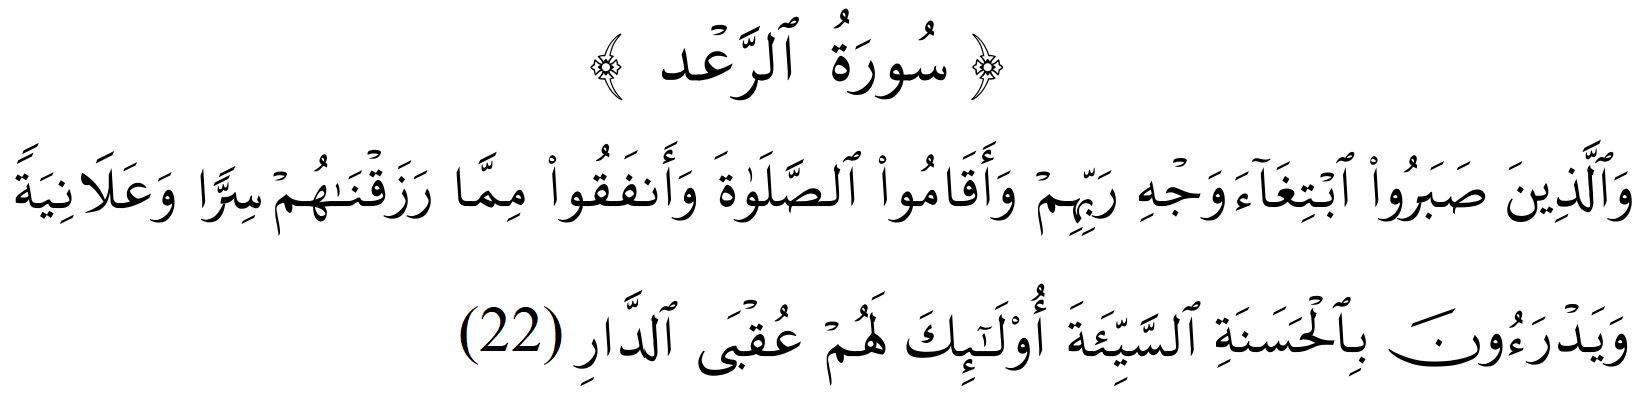 ﴿ سُورَةُ ٱلرَّعْد ﴾
وَٱلَّذِينَ صَبَرُوا۟ ٱبْتِغَآءَ وَجْهِ رَبِّهِمْ وَأَقَامُوا۟ ٱلصَّلَوٰةَ وَأَنفَقُوا۟ مِمَّا رَزَقْنَـٰهُمْ سِرًّا وَعَلَانِيَةً
وَيَدْرَءُونَ بِٱلْحَسَنَةِ ٱلسَّيِّئَةَ أُو۟لَـٰٓئِكَ لَهُمْ عُقْبَى ٱلدَّارِ (22)